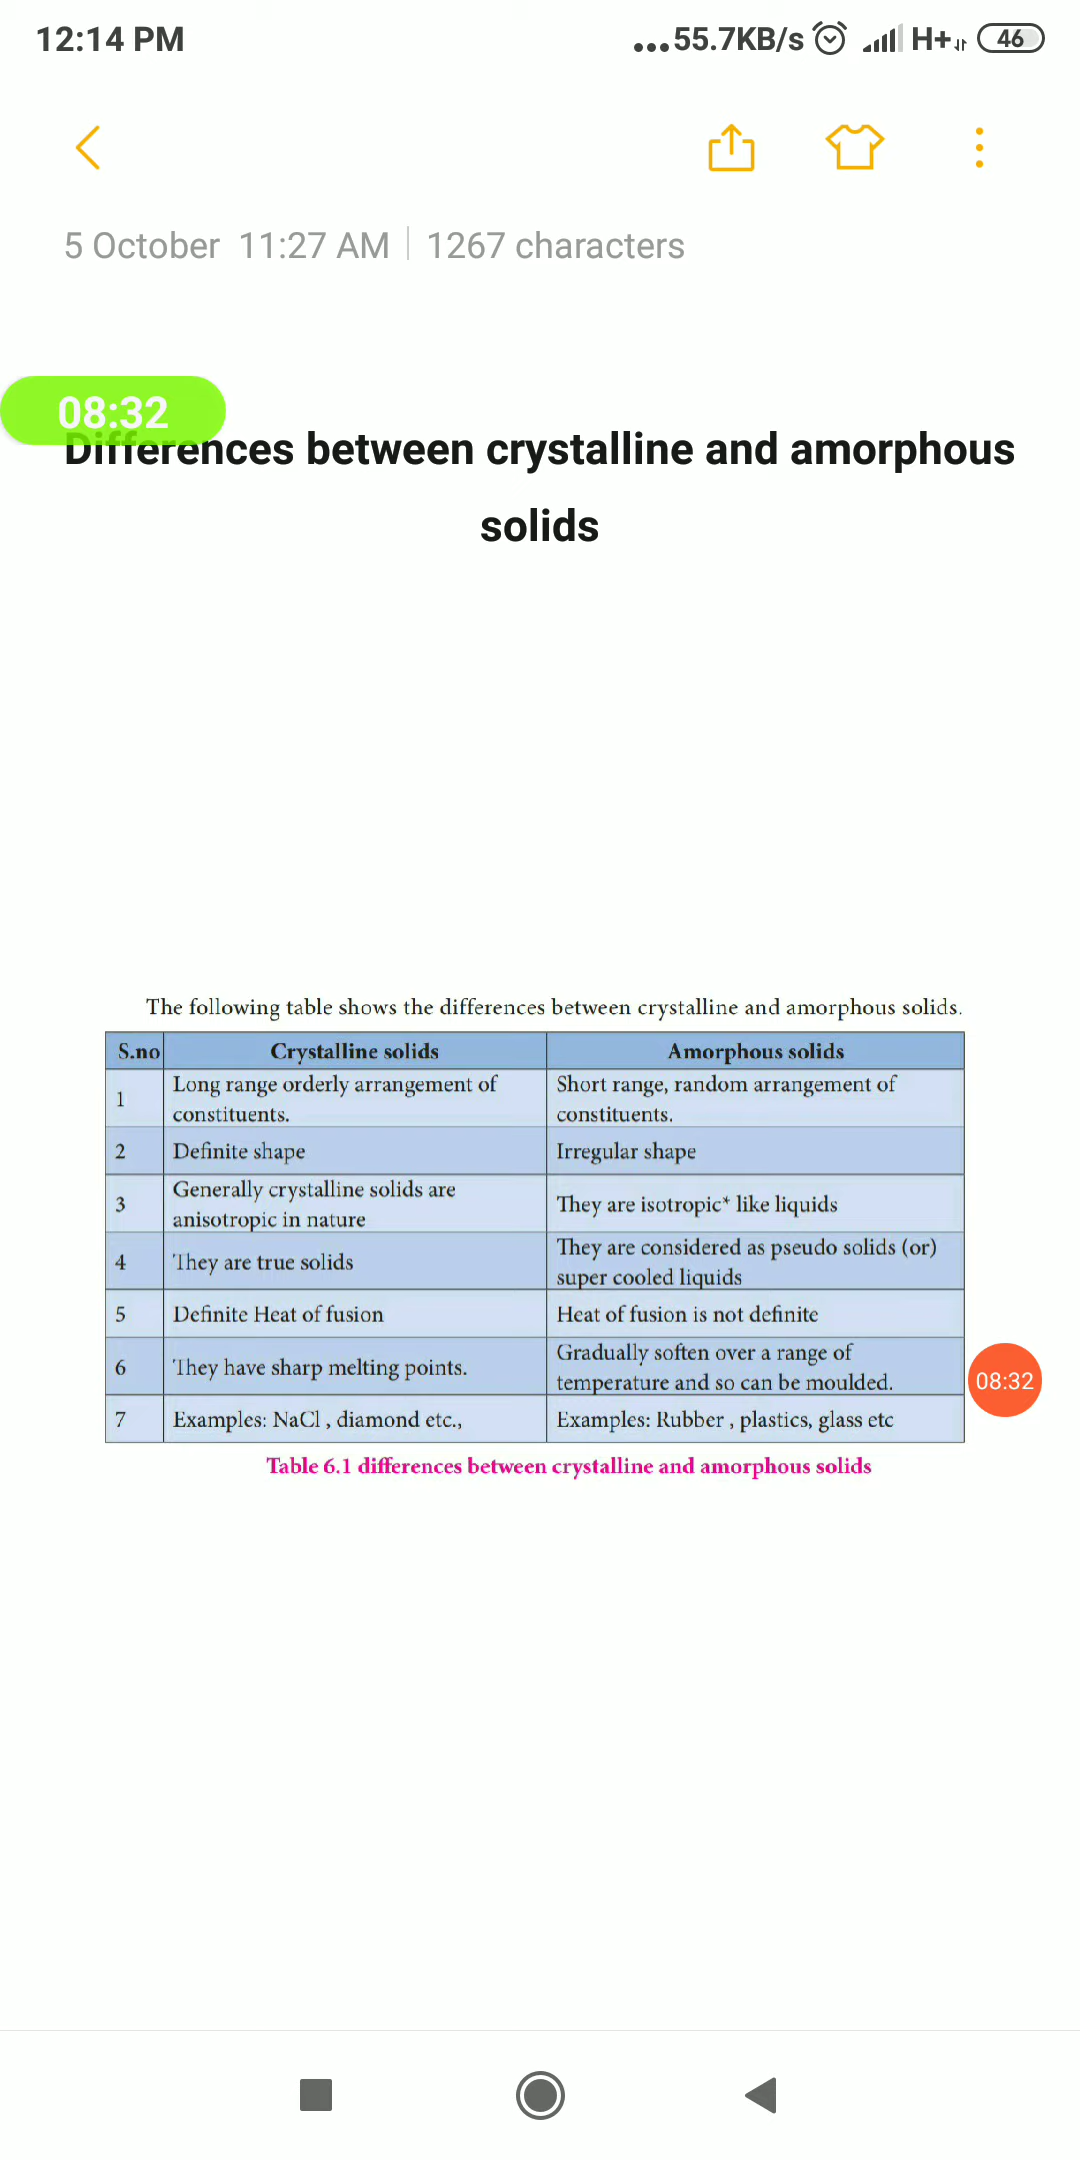 12:14 PM
...55.7KB/s H+ 46
5 October 11:27 AM | 1267 characters
08:32
Differences between crystalline and amorphous
solids
The following table shows the differences between crystalline and amorphous solids.
S.no Crystalline solids Amorphous solids
1 Long range orderly arrangement of constituents. Short range, random arrangement of constituents.
2 Definite shape Irregular shape
3 Generally crystalline solids are anisotropic in nature They are isotropic* like liquids
4 They are true solids They are considered as pseudo solids (or) super cooled liquids
5 Definite Heat of fusion Heat of fusion is not definite
6 They have sharp melting points. Gradually soften over a range of temperature and so can be moulded.
08:32
7 Examples: NaCl , diamond etc., Examples: Rubber , plastics, glass etc
Table 6.1 differences between crystalline and amorphous solids